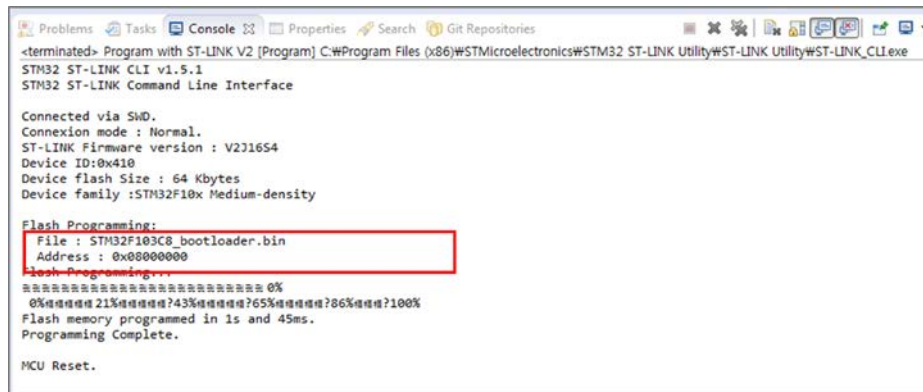 Problems Tasks Console Properties Search Git Repositories
<terminated> Program with ST-LINK V2 [Program] C:₩Program Files (x86)₩STMicroelectronics₩STM32 ST-LINK Utility₩ST-LINK Utility₩ST-LINK_CLI.exe
STM32 ST-LINK CLI v1.5.1
STM32 ST-LINK Command Line Interface
Connected via SWD.
Connexion mode : Normal.
ST-LINK Firmware version : V2J16S4
Device ID:0x410
Device flash Size : 64 Kbytes
Device family :STM32F10x Medium-density
Flash Programming:
File : STM32F103C8_bootloader.bin
Address : 0x08000000
Flash Programming...
0%
0% 21% ?43% ?65% ?86% ?100%
Flash memory programmed in 1s and 45ms.
Programming Complete.
MCU Reset.